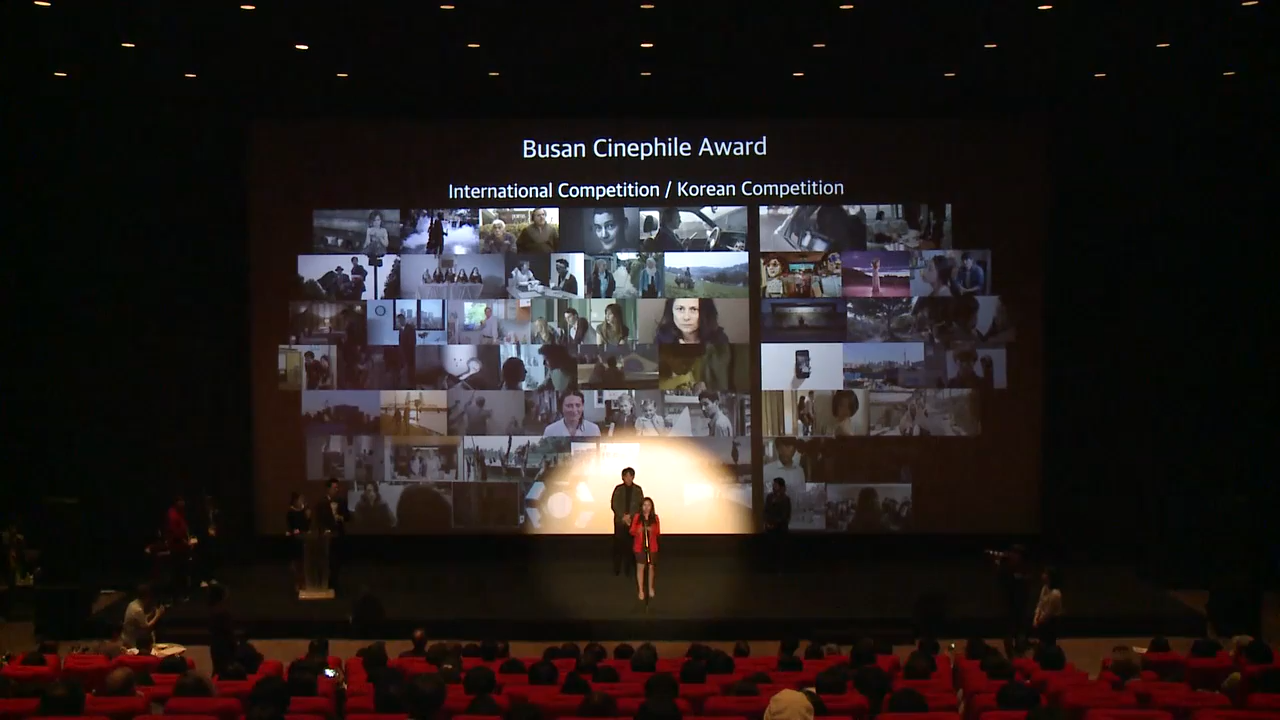 Busan Cinephile Award
International Competition / Korean Competition